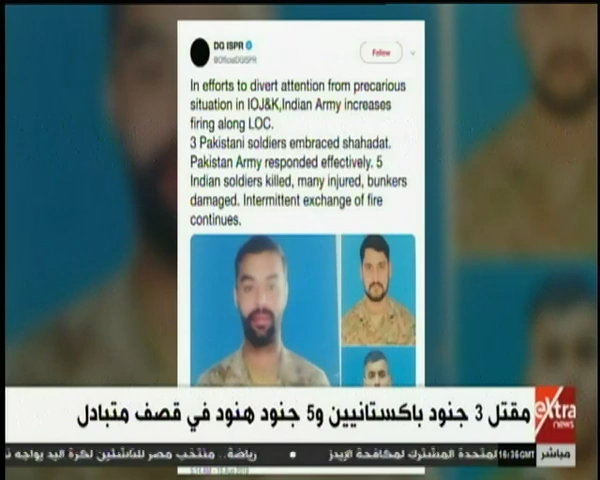 DG ISPR
@OfficialDGISPR
Follow
In efforts to divert attention from precarious
situation in IOJ&K,Indian Army increases
firing along LOC.
3 Pakistani soldiers embraced shahadat.
Pakistan Army responded effectively. 5
Indian soldiers killed, many injured, bunkers
damaged. Intermittent exchange of fire
continues.
مقتل 3 جنود باكستانيين و5 جنود هنود في قصف متبادل
extra
news
مباشر
16:36GMT
المتحدة المشترك لمكافحة الإيدز
رياضة.. منتخب مصر للناشئين لكرة اليد يواجه